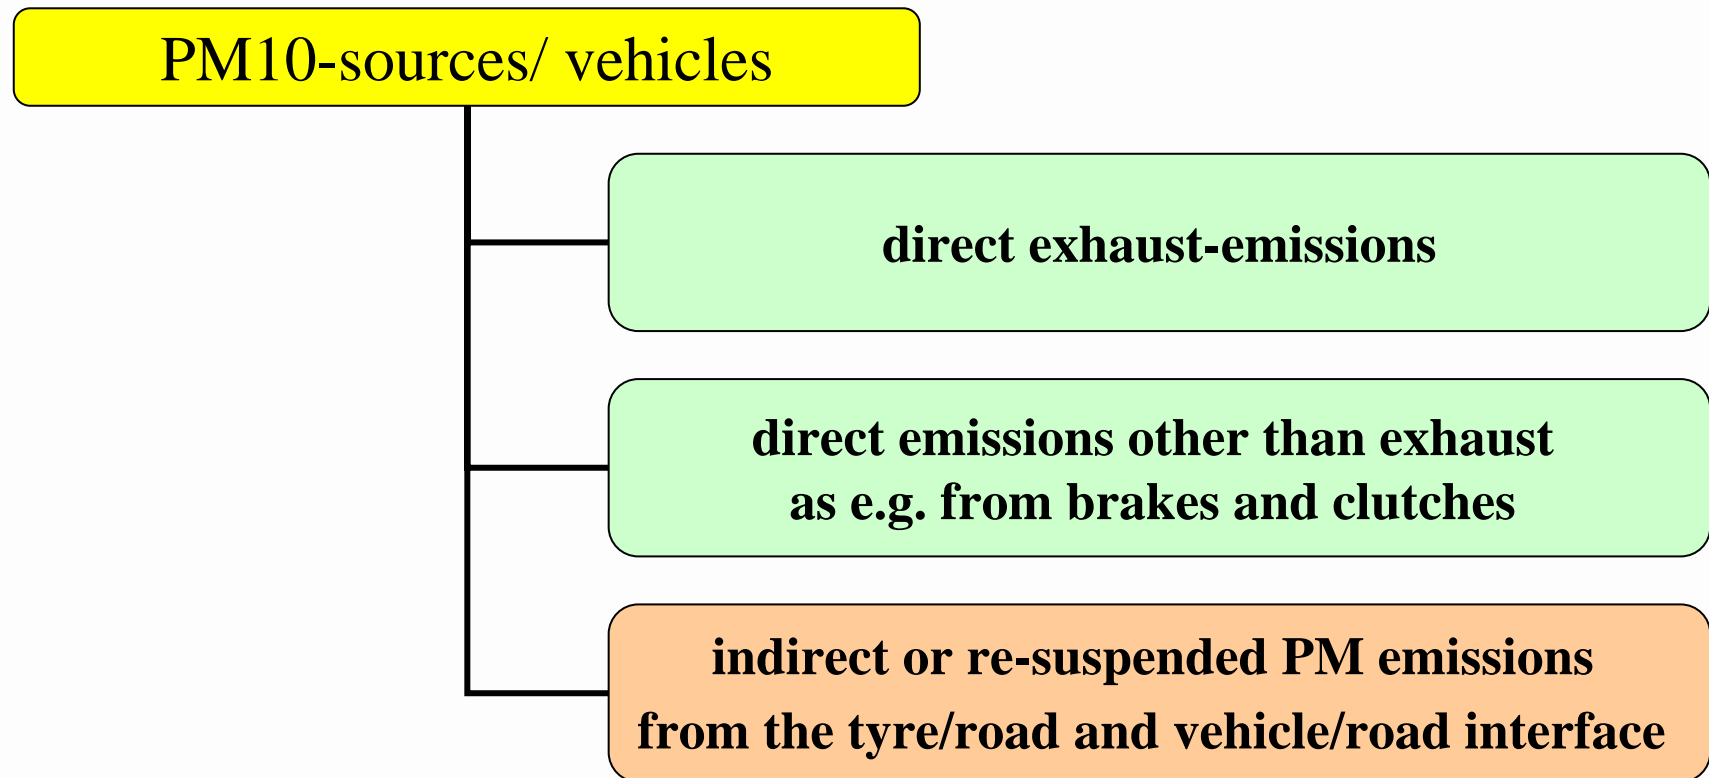 PM10-sources/ vehicles
direct exhaust-emissions
direct emissions other than exhaust
as e.g. from brakes and clutches
indirect or re-suspended PM emissions
from the tyre/road and vehicle/road interface